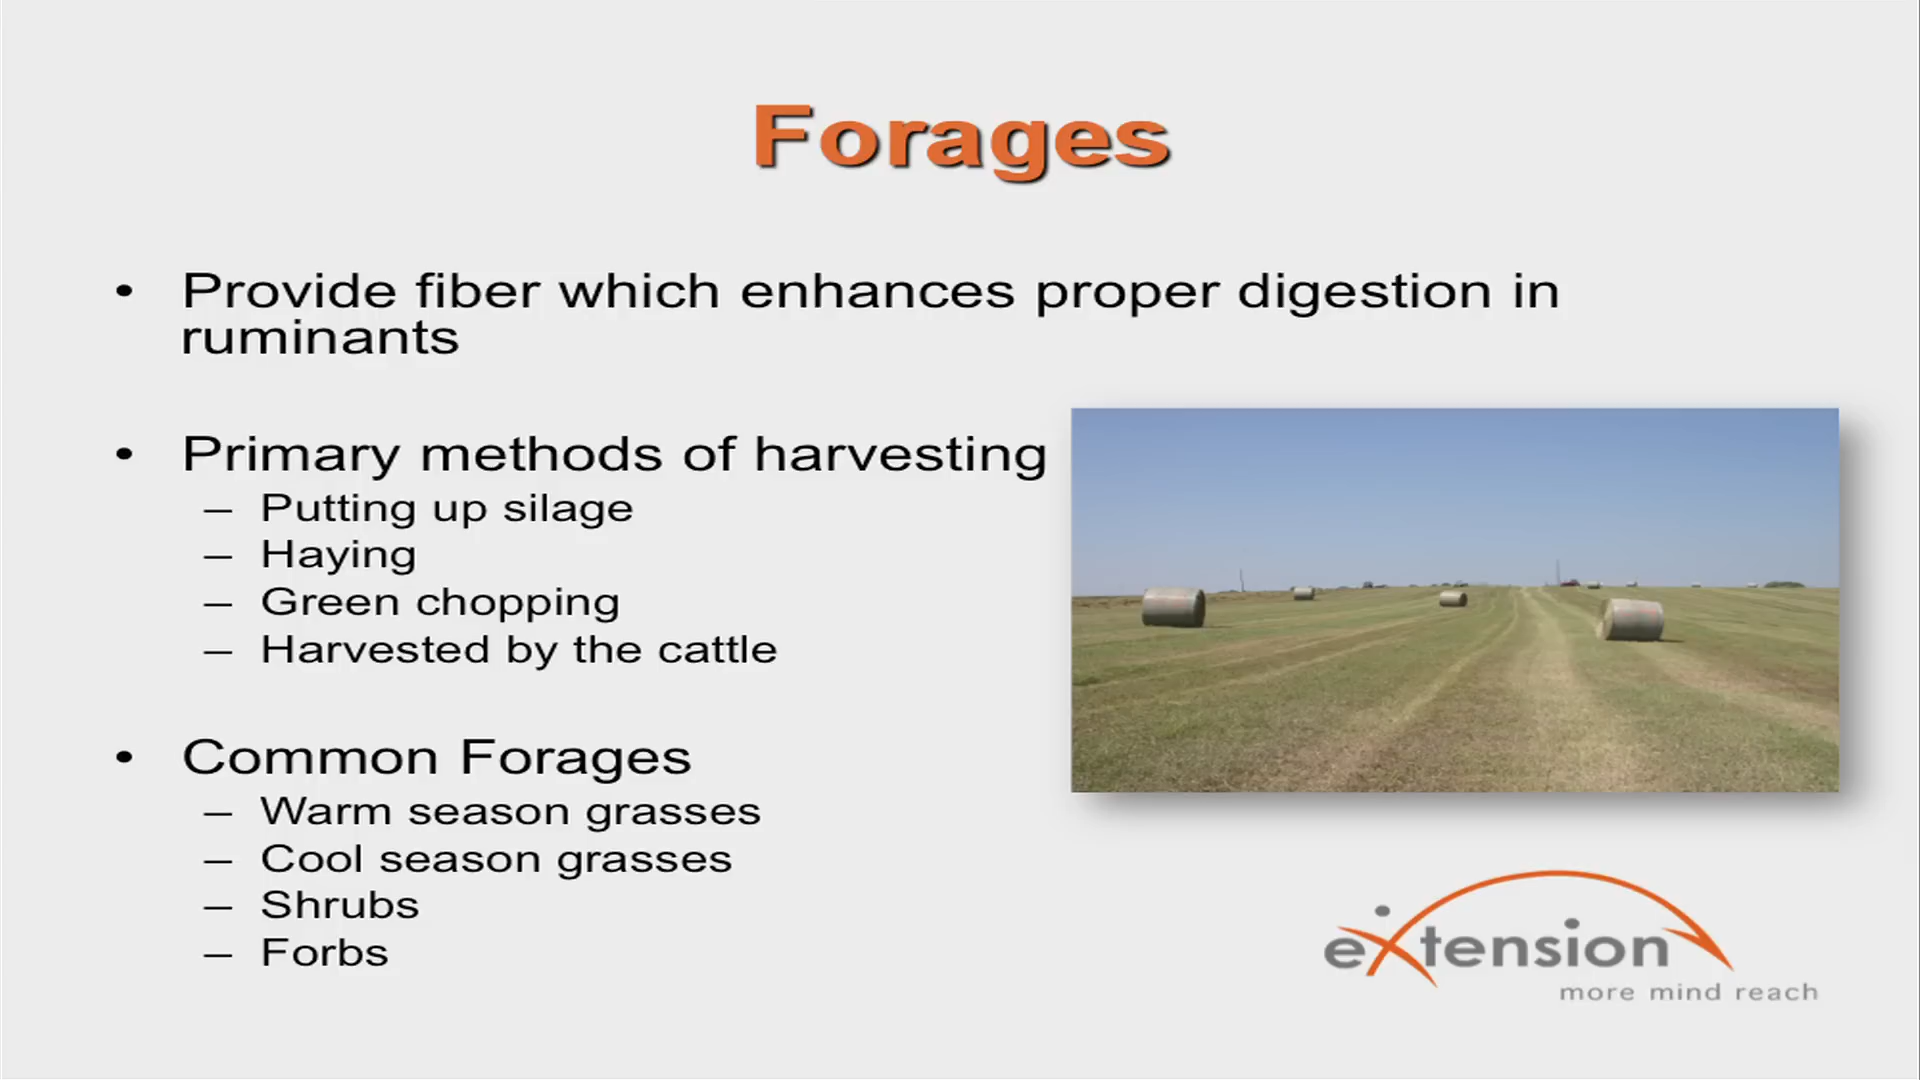 Forages
• Provide fiber which enhances proper digestion in
ruminants
• Primary methods of harvesting
– Putting up silage
– Haying
– Green chopping
– Harvested by the cattle
• Common Forages
– Warm season grasses
– Cool season grasses
– Shrubs
– Forbs
eXtension
more mind reach